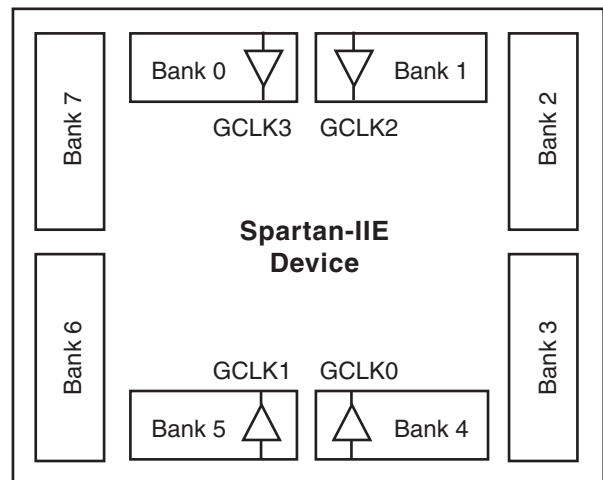 Bank 0
Bank 1
Bank 7
Bank 2
GCLK3
GCLK2
Spartan-IIE
Device
Bank 6
Bank 3
GCLK1
GCLK0
Bank 5
Bank 4